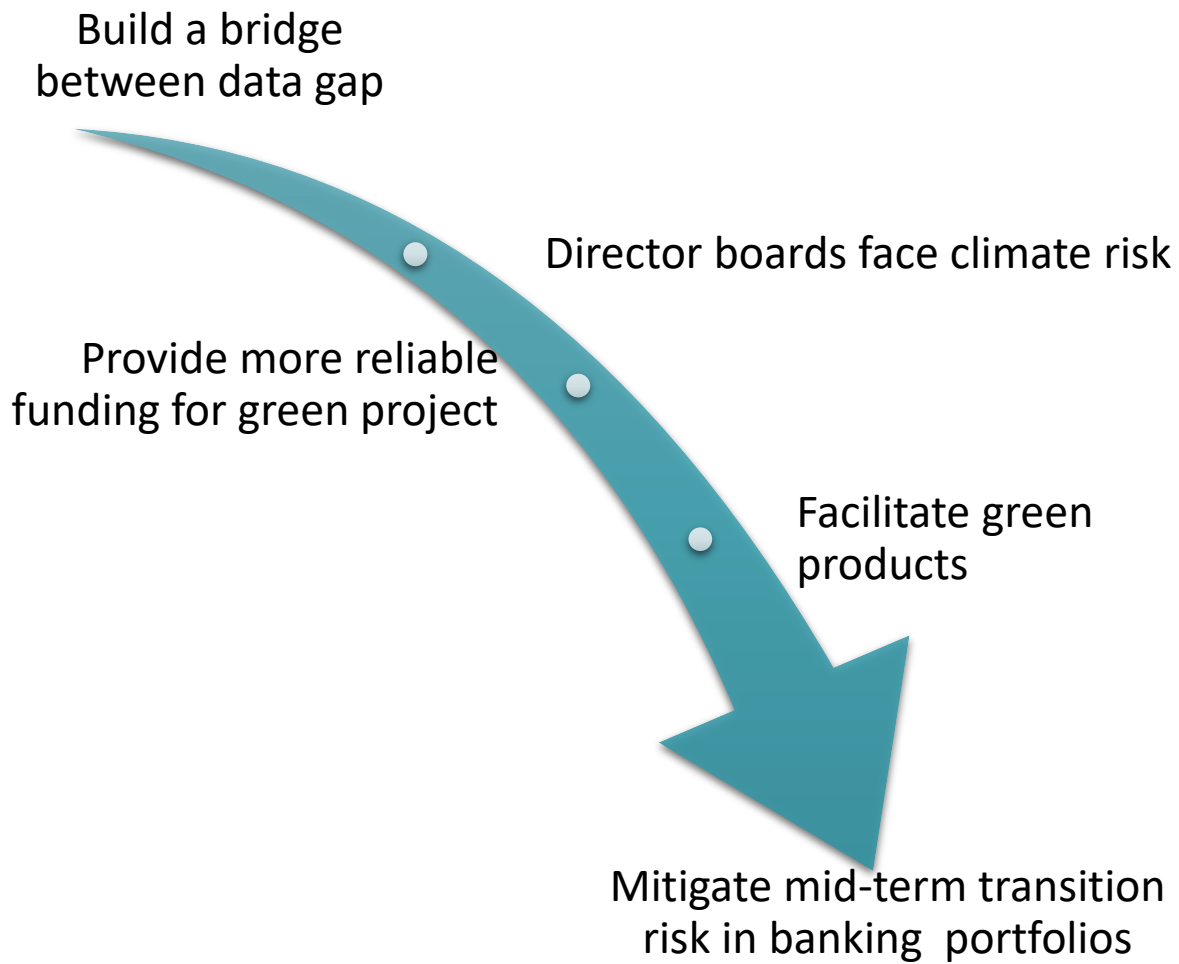 Build a bridge
between data gap
Director boards face climate risk
Provide more reliable
funding for green project
Facilitate green
products
Mitigate mid-term transition
risk in banking  portfolios